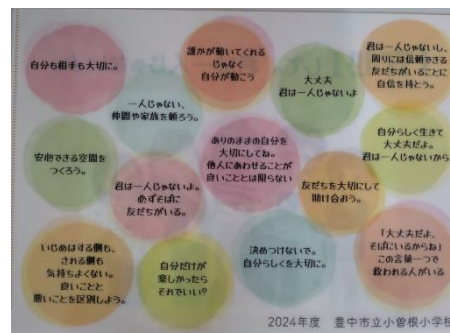 自分も相手も大切に。
誰かが動いてくれる
じゃなく
自分が動こう
大丈夫
君は一人じゃないよ
君は一人じゃないし、
周りには信頼できる
友だちがいることに
自信を持とう。
一人じゃない、
仲間や家族を頼ろう。
安心できる空間を
つくろう。
ありのままの自分を
大切にしてね。
他人にあわせることが
良いこととは限らない
自分らしく生きて
大丈夫だよ。
君は一人じゃないから
君は一人じゃないよ。
必ずそばに
友だちがいる。
友だちを大切にして
助け合おう。
いじめはする側も、
される側も
気持ちよくない。
良いことと
悪いことを区別しよう。
自分だけが
楽しかったら
それでいい?
決めつけないで。
自分らしくを大切に。
「大丈夫だよ、
そばにいるからね」
この言葉一つで
救われる人がいる
2024年度 豊中市立小曽根小学校